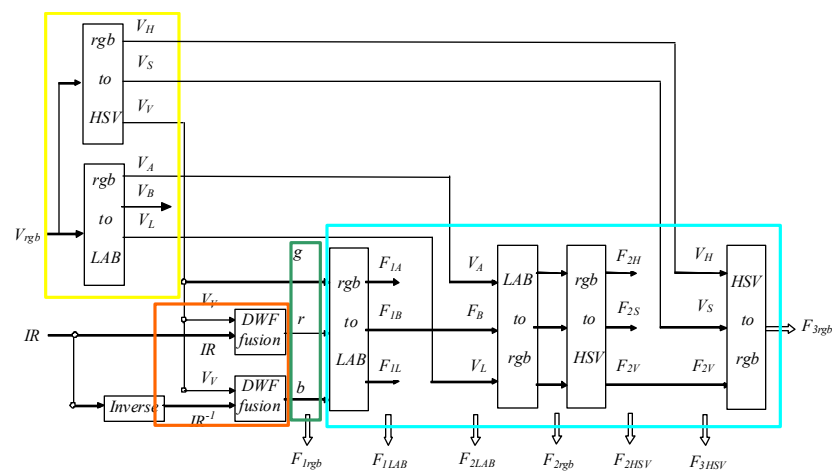 rgb
to
HSV
V_H
V_S
V_V
rgb
to
LAB
V_A
V_B
V_L
V_rgb
IR
V_V
IR
DWF
fusion
Inverse
V_V
IR^-1
DWF
fusion
g
r
b
rgb
to
LAB
F_1A
F_1B
F_1L
V_A
F_B
V_L
LAB
to
rgb
rgb
to
HSV
F_2H
F_2S
F_2V
V_H
V_S
F_2V
HSV
to
rgb
F_3rgb
F_1rgb
F_1LAB
F_2LAB
F_2rgb
F_2HSV
F_3HSV